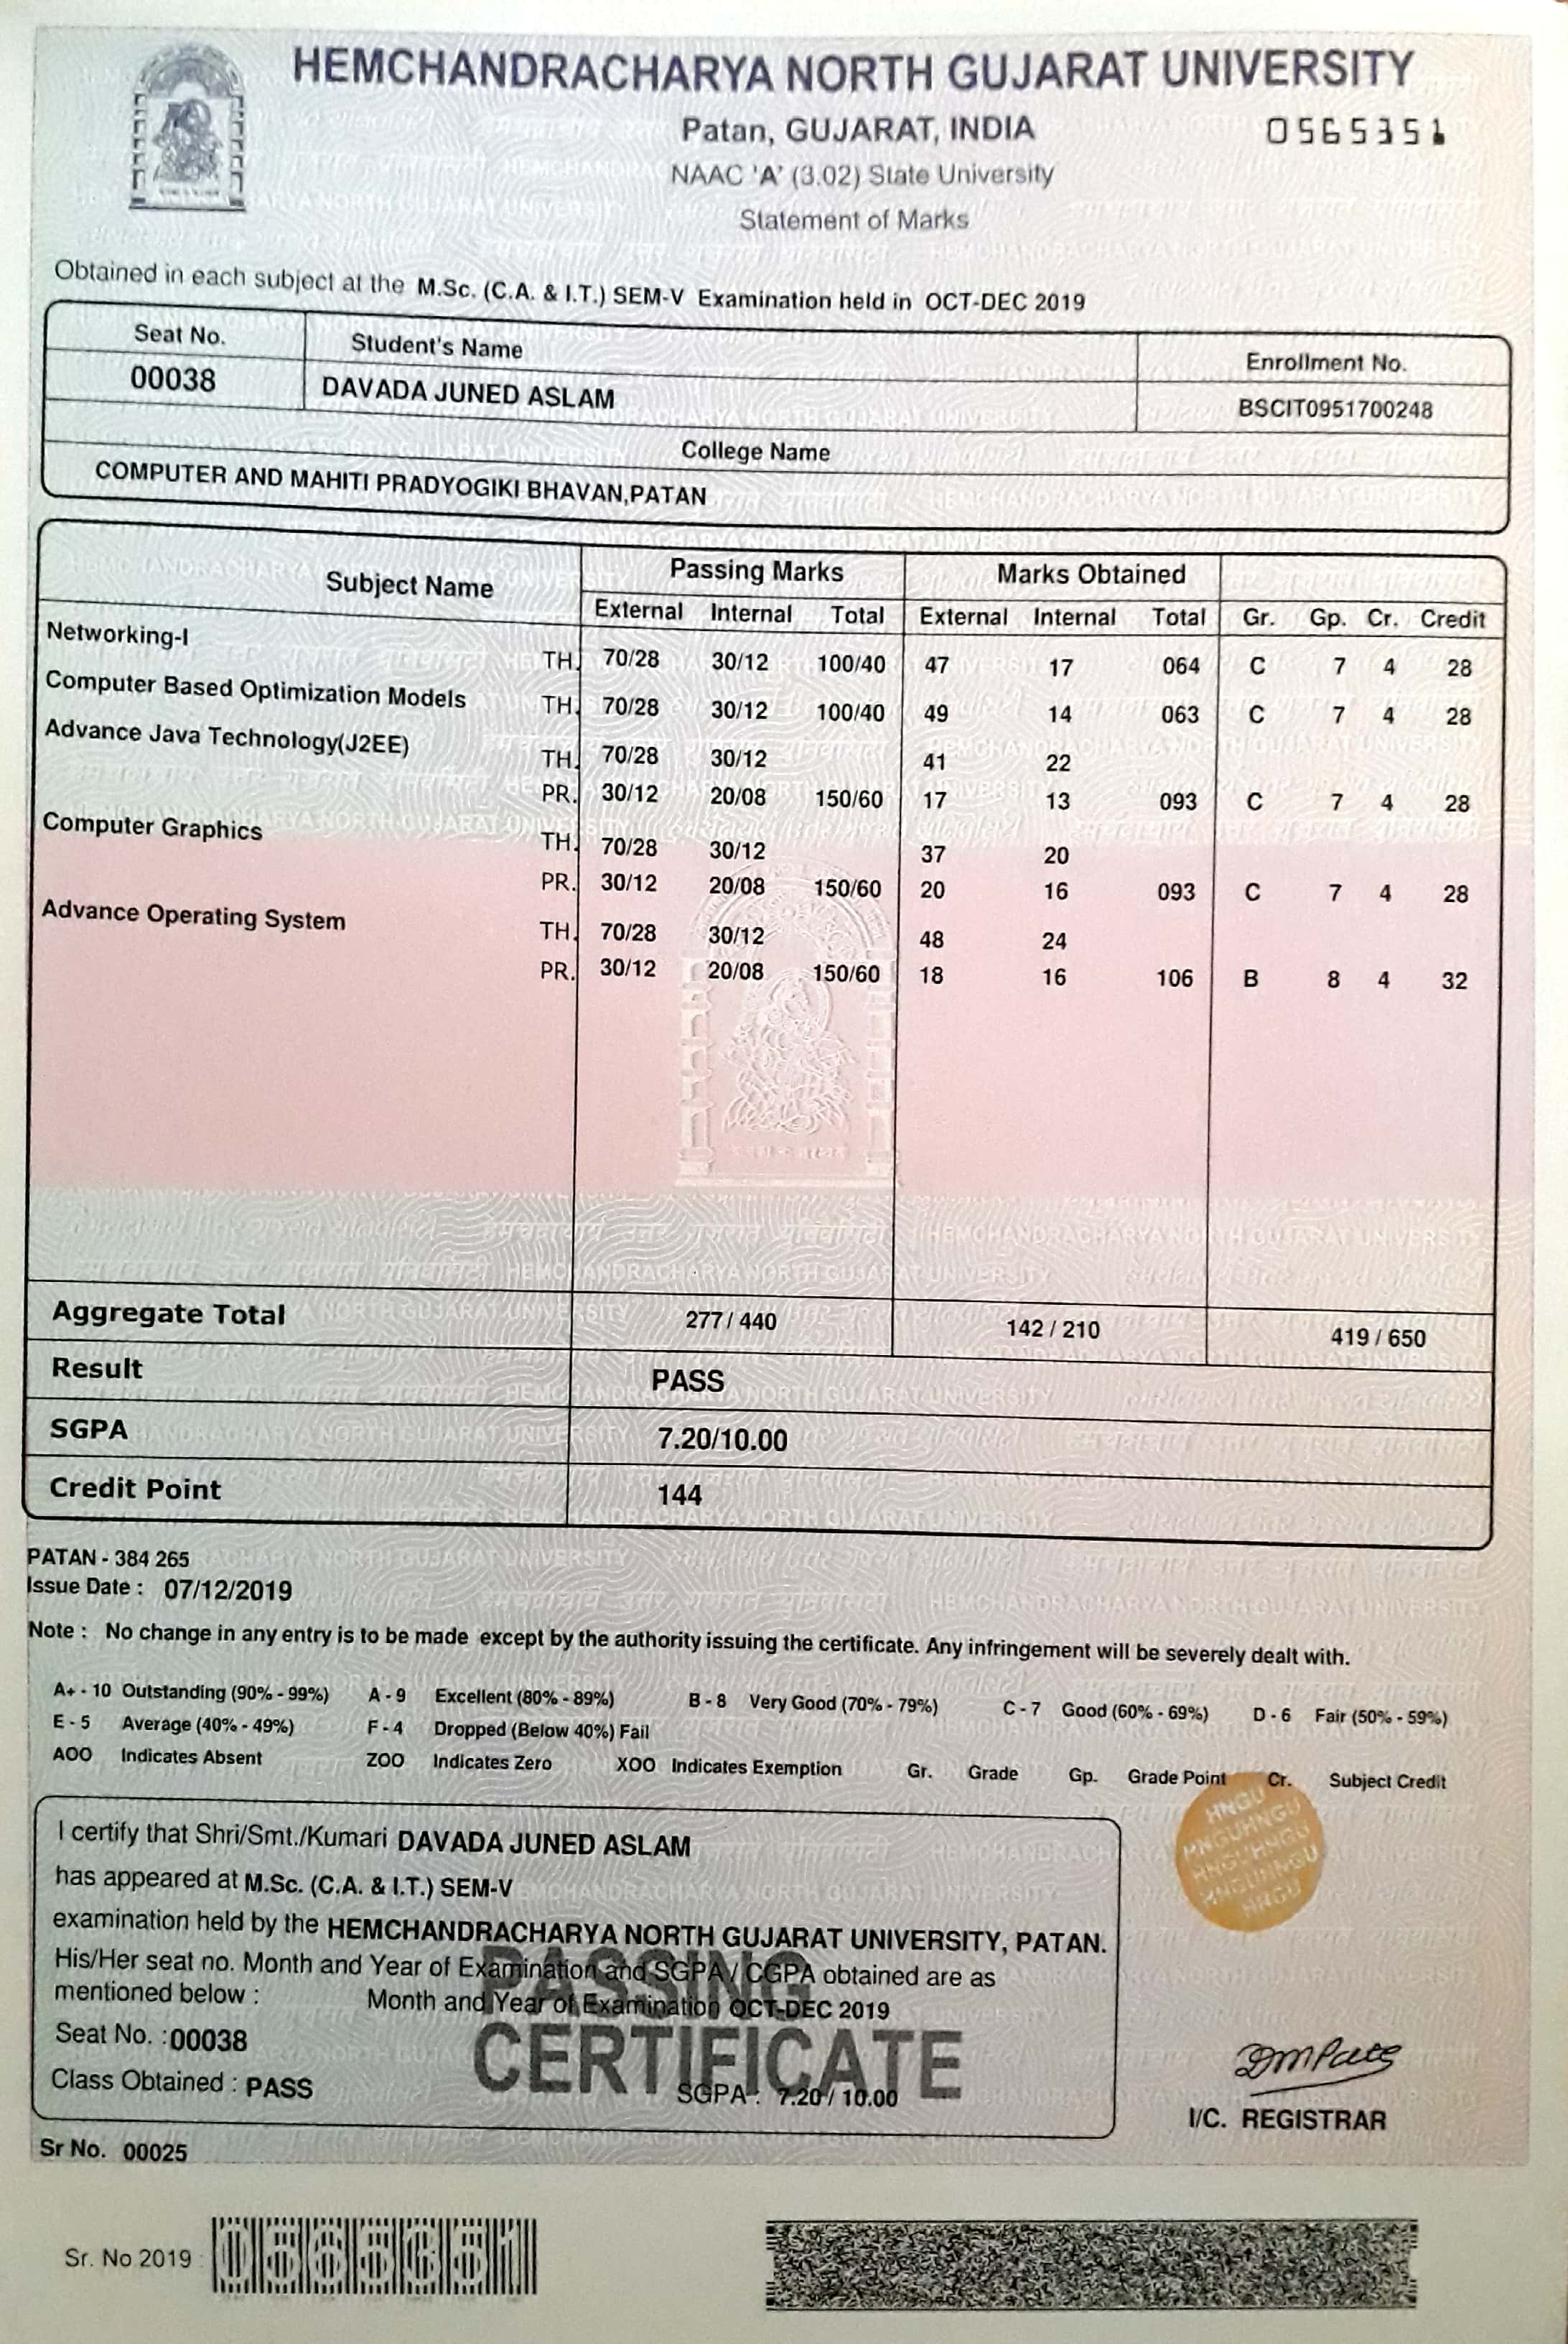 HEMCHANDRACHARYA NORTH GUJARAT UNIVERSITY
Patan, GUJARAT, INDIA
0565351
NAAC 'A' (3.02) State University
Statement of Marks
Obtained in each subject at the M.Sc. (C.A. & I.T.) SEM-V Examination held in OCT-DEC 2019
Seat No. Student's Name Enrollment No.
00038 DAVADA JUNED ASLAM BSCIT0951700248
College Name
COMPUTER AND MAHITI PRADYOGIKI BHAVAN,PATAN
Subject Name Passing Marks Marks Obtained
External Internal Total External Internal Total Gr. Gp. Cr. Credit
Networking-I
TH. 70/28 30/12 100/40 47 17 064 C 7 4 28
Computer Based Optimization Models
TH. 70/28 30/12 100/40 49 14 063 C 7 4 28
Advance Java Technology(J2EE)
TH. 70/28 30/12 41 22
PR. 30/12 20/08 150/60 17 13 093 C 7 4 28
Computer Graphics
TH. 70/28 30/12 37 20
PR. 30/12 20/08 150/60 20 16 093 C 7 4 28
Advance Operating System
TH. 70/28 30/12 48 24
PR. 30/12 20/08 150/60 18 16 106 B 8 4 32
Aggregate Total 277 / 440 142 / 210 419 / 650
Result PASS
SGPA 7.20/10.00
Credit Point 144
PATAN - 384 265
Issue Date : 07/12/2019
Note : No change in any entry is to be made except by the authority issuing the certificate. Any infringement will be severely dealt with.
A+ - 10 Outstanding (90% - 99%) A - 9 Excellent (80% - 89%) B - 8 Very Good (70% - 79%) C - 7 Good (60% - 69%) D - 6 Fair (50% - 59%)
E - 5 Average (40% - 49%) F - 4 Dropped (Below 40%) Fail
AOO Indicates Absent ZOO Indicates Zero XOO Indicates Exemption Gr. Grade Gp. Grade Point Cr. Subject Credit
HNGU
HNGUHNGU
HNGUHNGU
HNGUHNGU
HNGU
I certify that Shri/Smt./Kumari DAVADA JUNED ASLAM
has appeared at M.Sc. (C.A. & I.T.) SEM-V
examination held by the HEMCHANDRACHARYA NORTH GUJARAT UNIVERSITY, PATAN.
His/Her seat no. Month and Year of Examination and SGPA / CGPA obtained are as
mentioned below : Month and Year of Examination OCT-DEC 2019
PASSING
CERTIFICATE
Seat No. : 00038
Class Obtained : PASS SGPA : 7.20 / 10.00
I/C. REGISTRAR
Sr No. 00025
Sr. No 2019 :